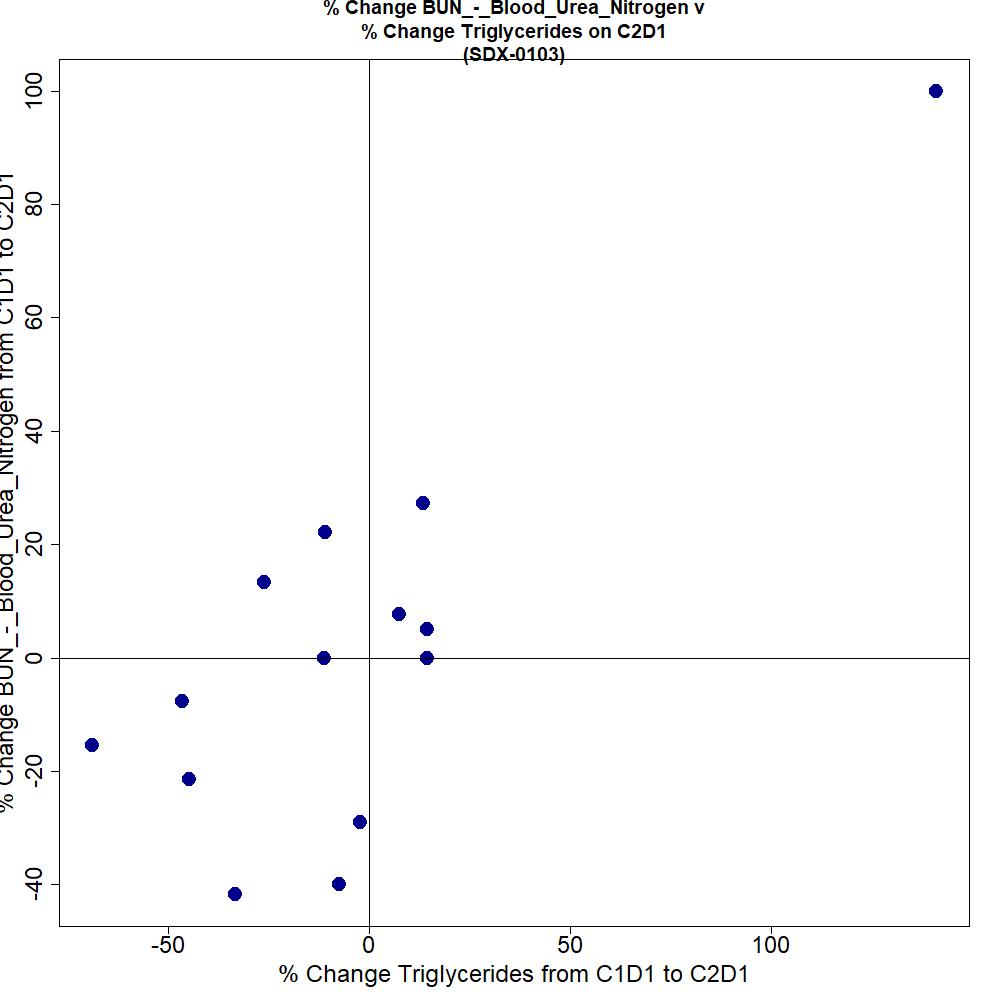 % Change BUN_-_Blood_Urea_Nitrogen v
% Change Triglycerides on C2D1
(SDX-0103)
% Change BUN_-_Blood_Urea_Nitrogen from C1D1 to C2D1
100
80
60
40
20
0
-20
-40
-50 0 50 100
% Change Triglycerides from C1D1 to C2D1